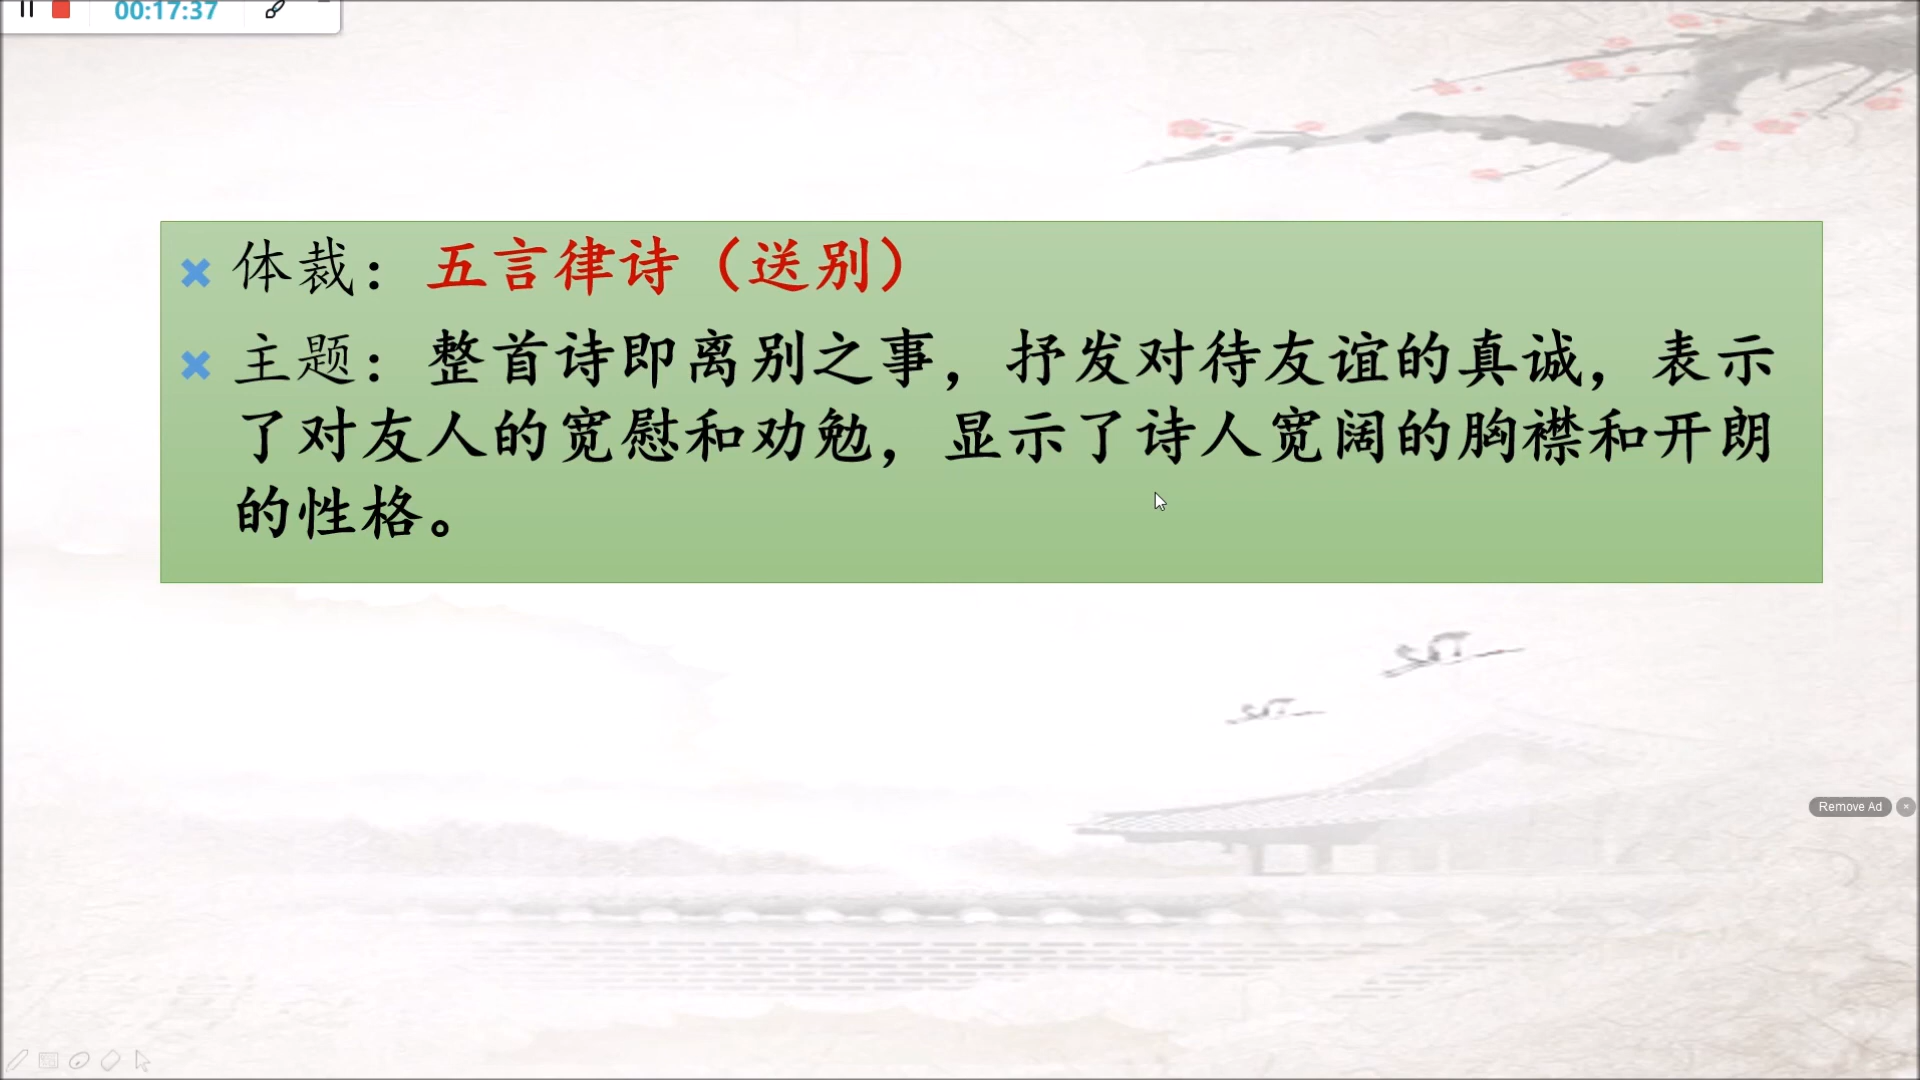 00:17:37
体裁：五言律诗（送别）
主题：整首诗即离别之事，抒发对待友谊的真诚，表示
了对友人的宽慰和劝勉，显示了诗人宽阔的胸襟和开朗
的性格。
Remove Ad